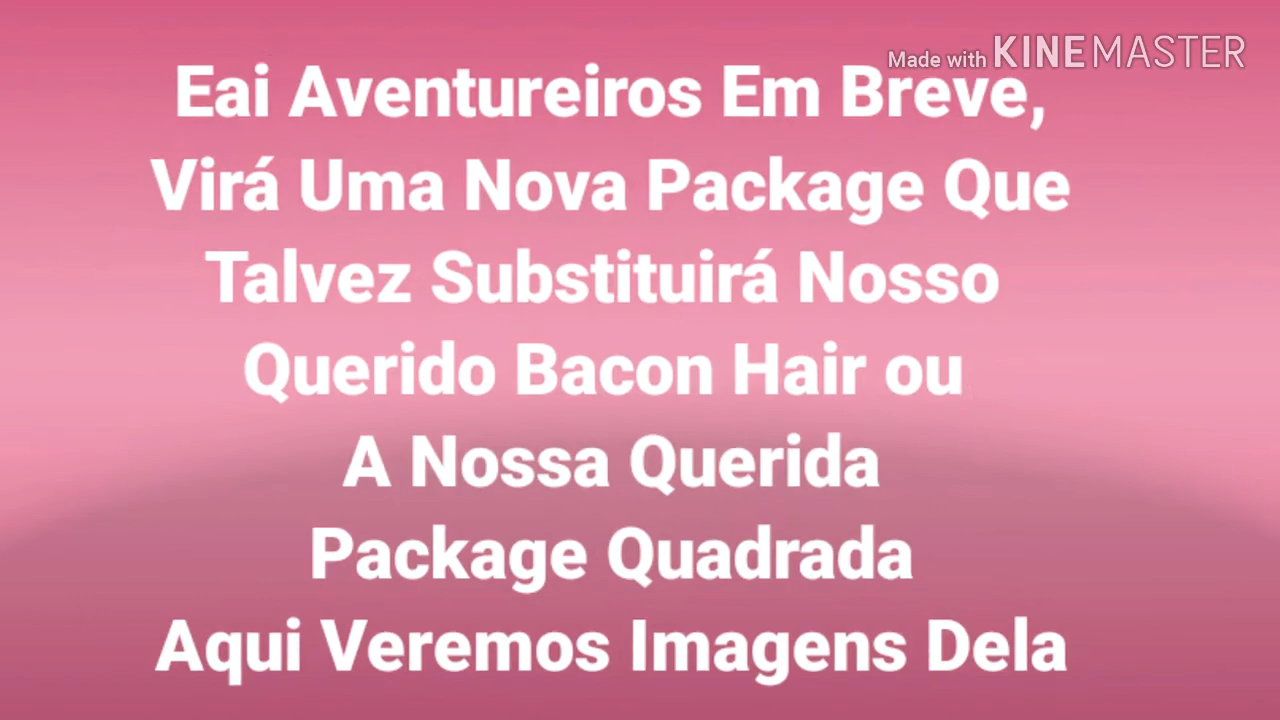 Made with KINEMASTER
Eai Aventureiros Em Breve,
Virá Uma Nova Package Que
Talvez Substituirá Nosso
Querido Bacon Hair ou
A Nossa Querida
Package Quadrada
Aqui Veremos Imagens Dela